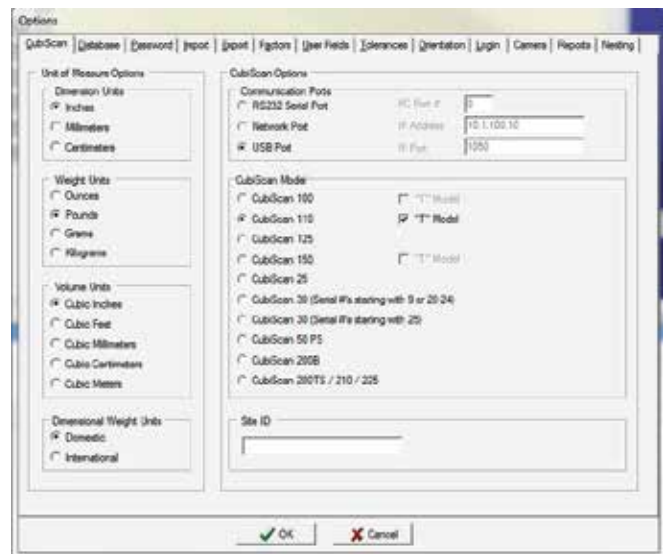 Options
CubiScan Database Password Import Export Factors User Fields Tolerances Orientation Login Camera Reports Nesting
Unit of Measure Options
Dimension Units
Inches
Millimeters
Centimeters
Weight Units
Ounces
Pounds
Grams
Kilograms
Volume Units
Cubic Inches
Cubic Feet
Cubic Millimeters
Cubic Centimeters
Cubic Meters
Dimensional Weight Units
Domestic
International
CubiScan Options
Communication Ports
RS232 Serial Port PC Port # 0
Network Port IP Address 10.1.100.10
USB Port IP Port 1050
CubiScan Model
CubiScan 100 "T" Model
CubiScan 110 "T" Model
CubiScan 125
CubiScan 150 "T" Model
CubiScan 25
CubiScan 30 (Serial #'s starting with 9 or 20-24)
CubiScan 30 (Serial #'s starting with 25)
CubiScan 50 PS
CubiScan 200B
CubiScan 200TS / 210 / 225
Site ID
OK Cancel